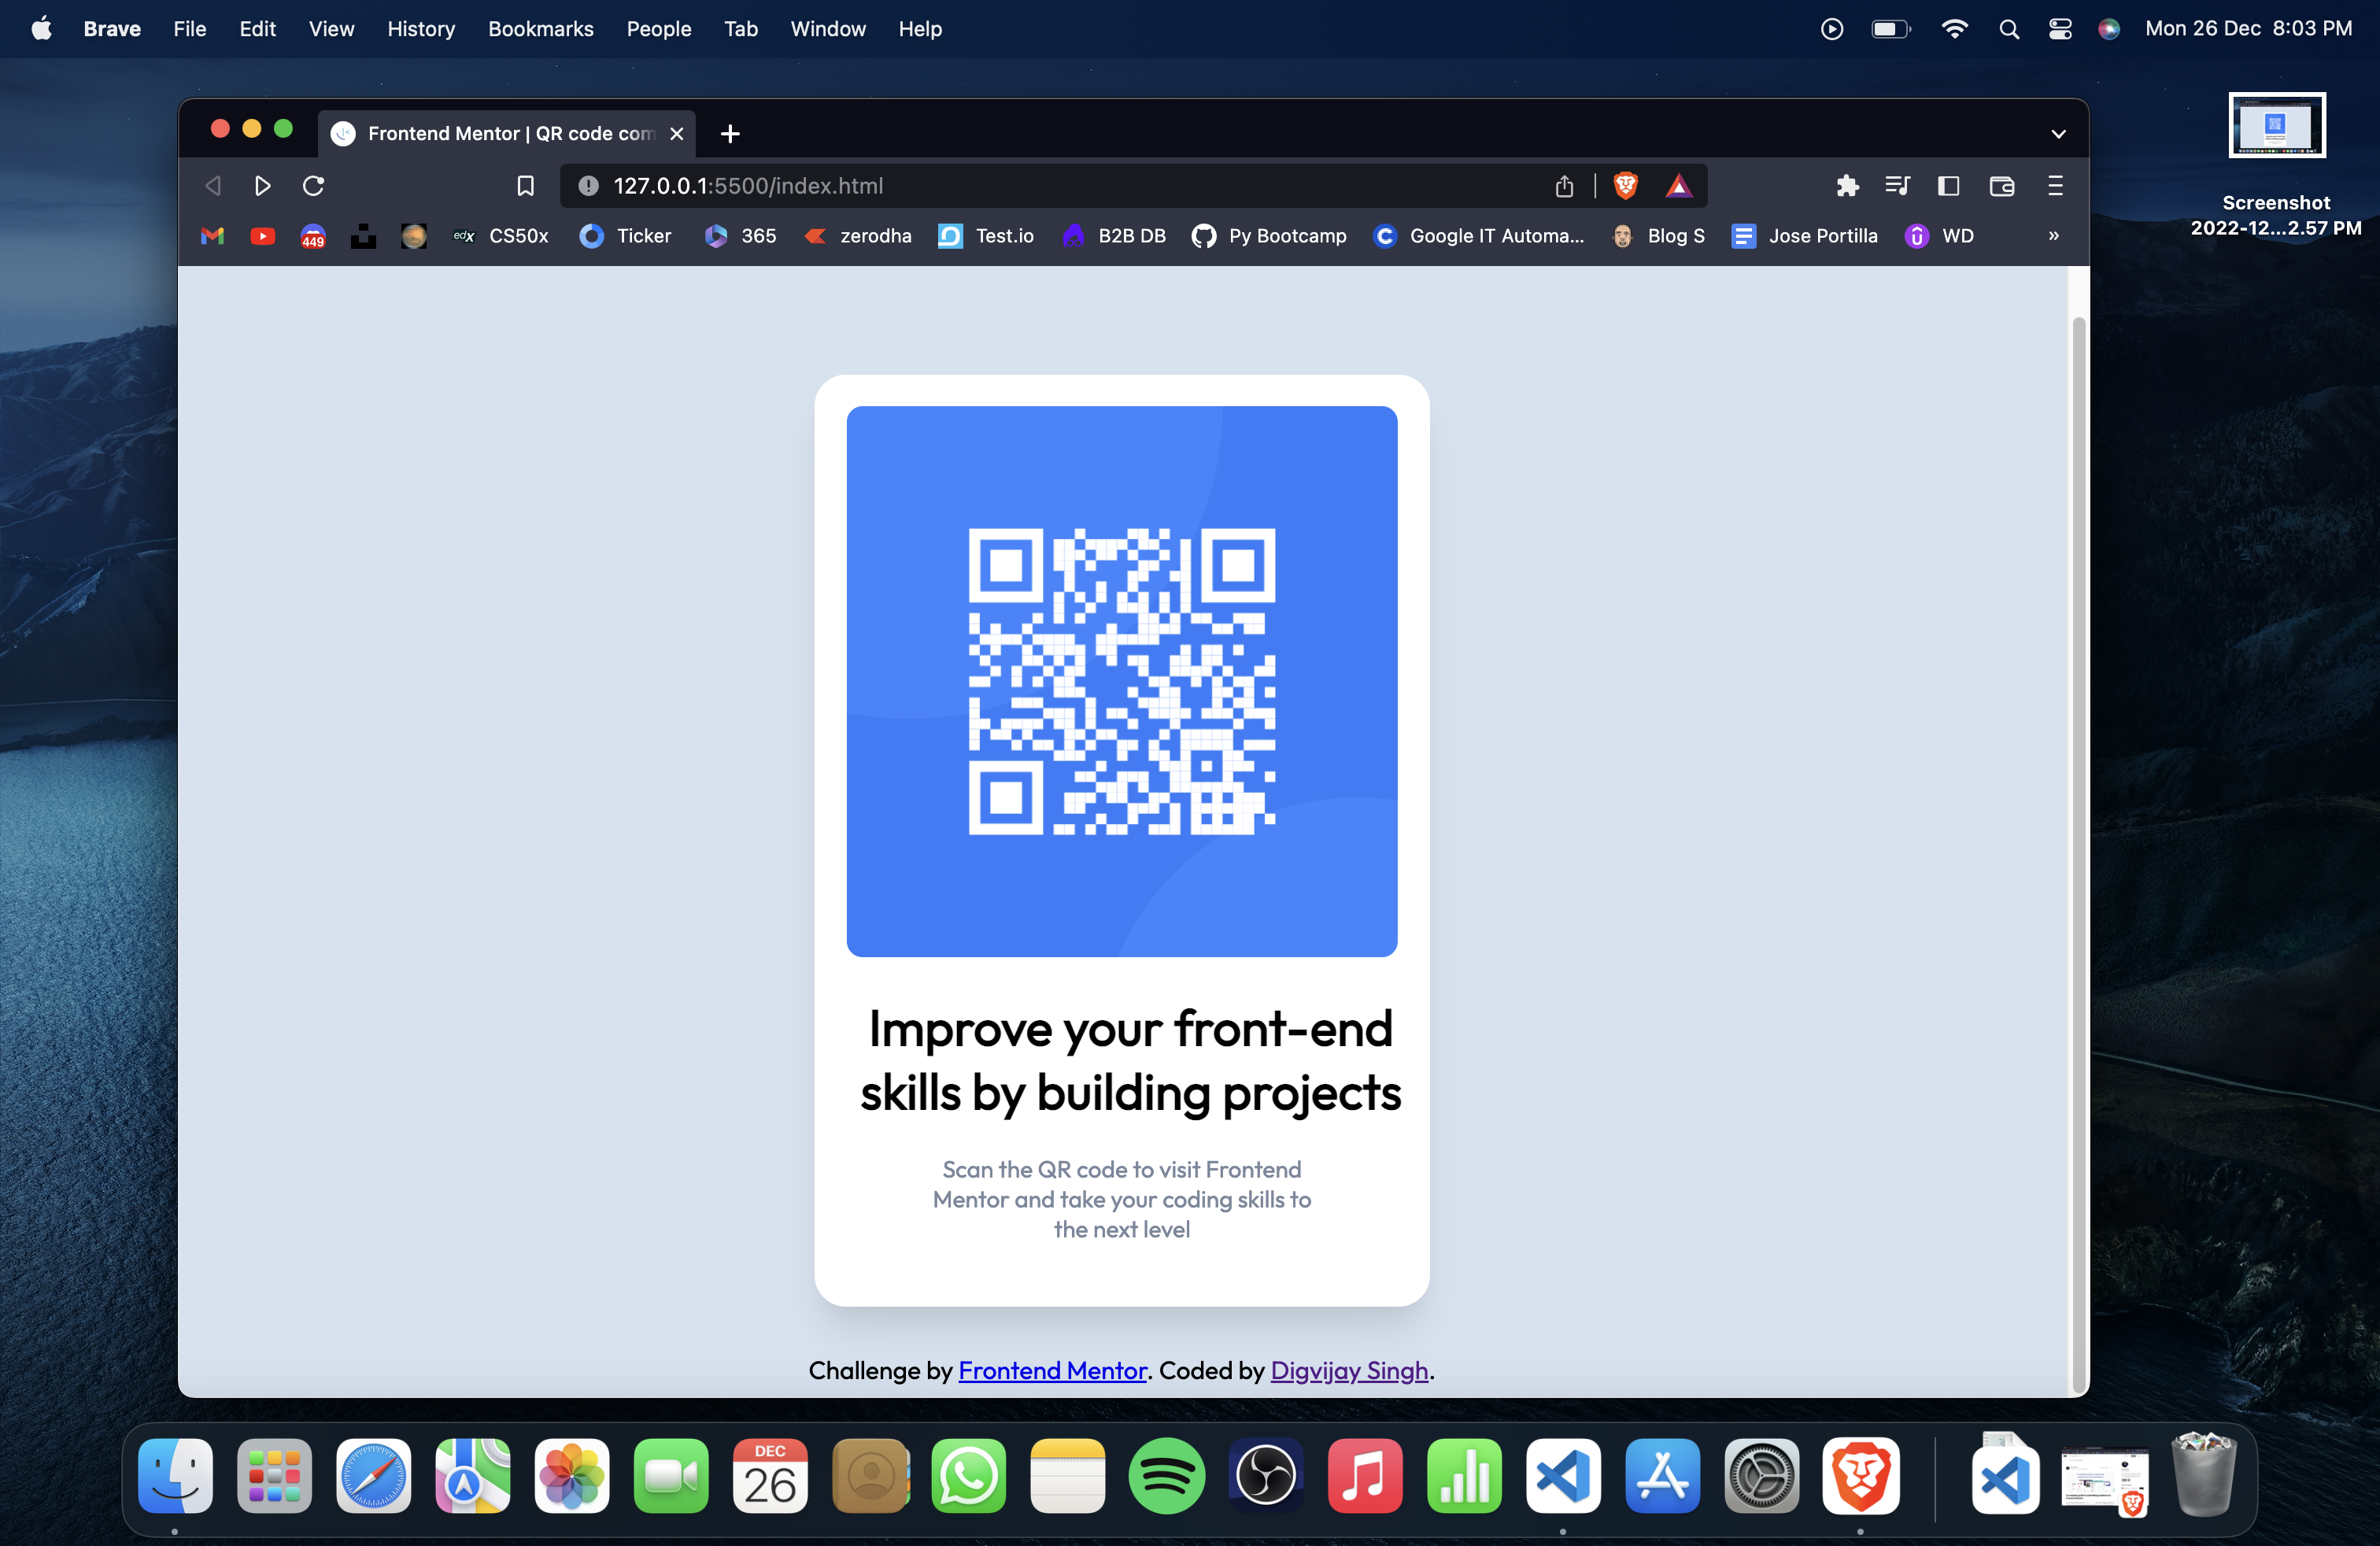 Brave File Edit View History Bookmarks People Tab Window Help Mon 26 Dec 8:03 PM
Frontend Mentor | QR code com
127.0.0.1:5500/index.html
449 edX CS50x Ticker 365 zerodha Test.io B2B DB Py Bootcamp Google IT Automa... Blog S Jose Portilla WD »
Screenshot
2022-12...2.57 PM
Improve your front-end
skills by building projects
Scan the QR code to visit Frontend
Mentor and take your coding skills to
the next level
Challenge by Frontend Mentor. Coded by Digvijay Singh.
DEC
26